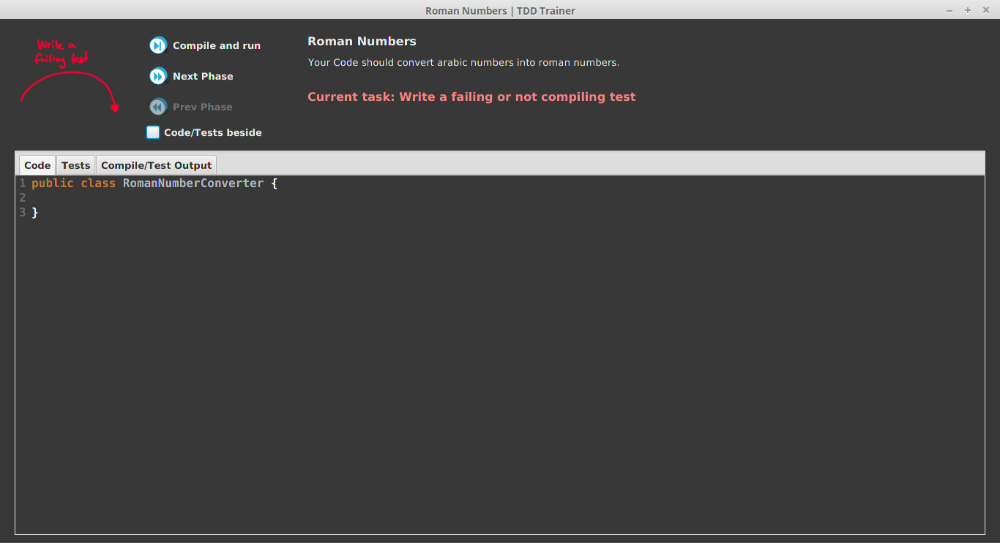 Roman Numbers | TDD Trainer
Write a
failing test
Compile and run
Next Phase
Prev Phase
Code/Tests beside
Roman Numbers
Your Code should convert arabic numbers into roman numbers.
Current task: Write a failing or not compiling test
Code Tests Compile/Test Output
1 public class RomanNumberConverter {
2
3 }